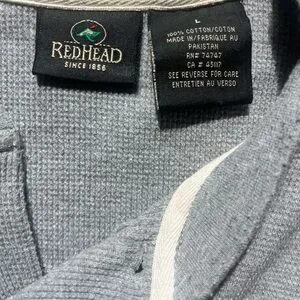 REDHEAD
SINCE 1856
L
100% COTTON/COTON
MADE IN/FABRIQUE AU
PAKISTAN
RN# 74747
CA # 45117
SEE REVERSE FOR CARE
ENTRETIEN AU VERSO